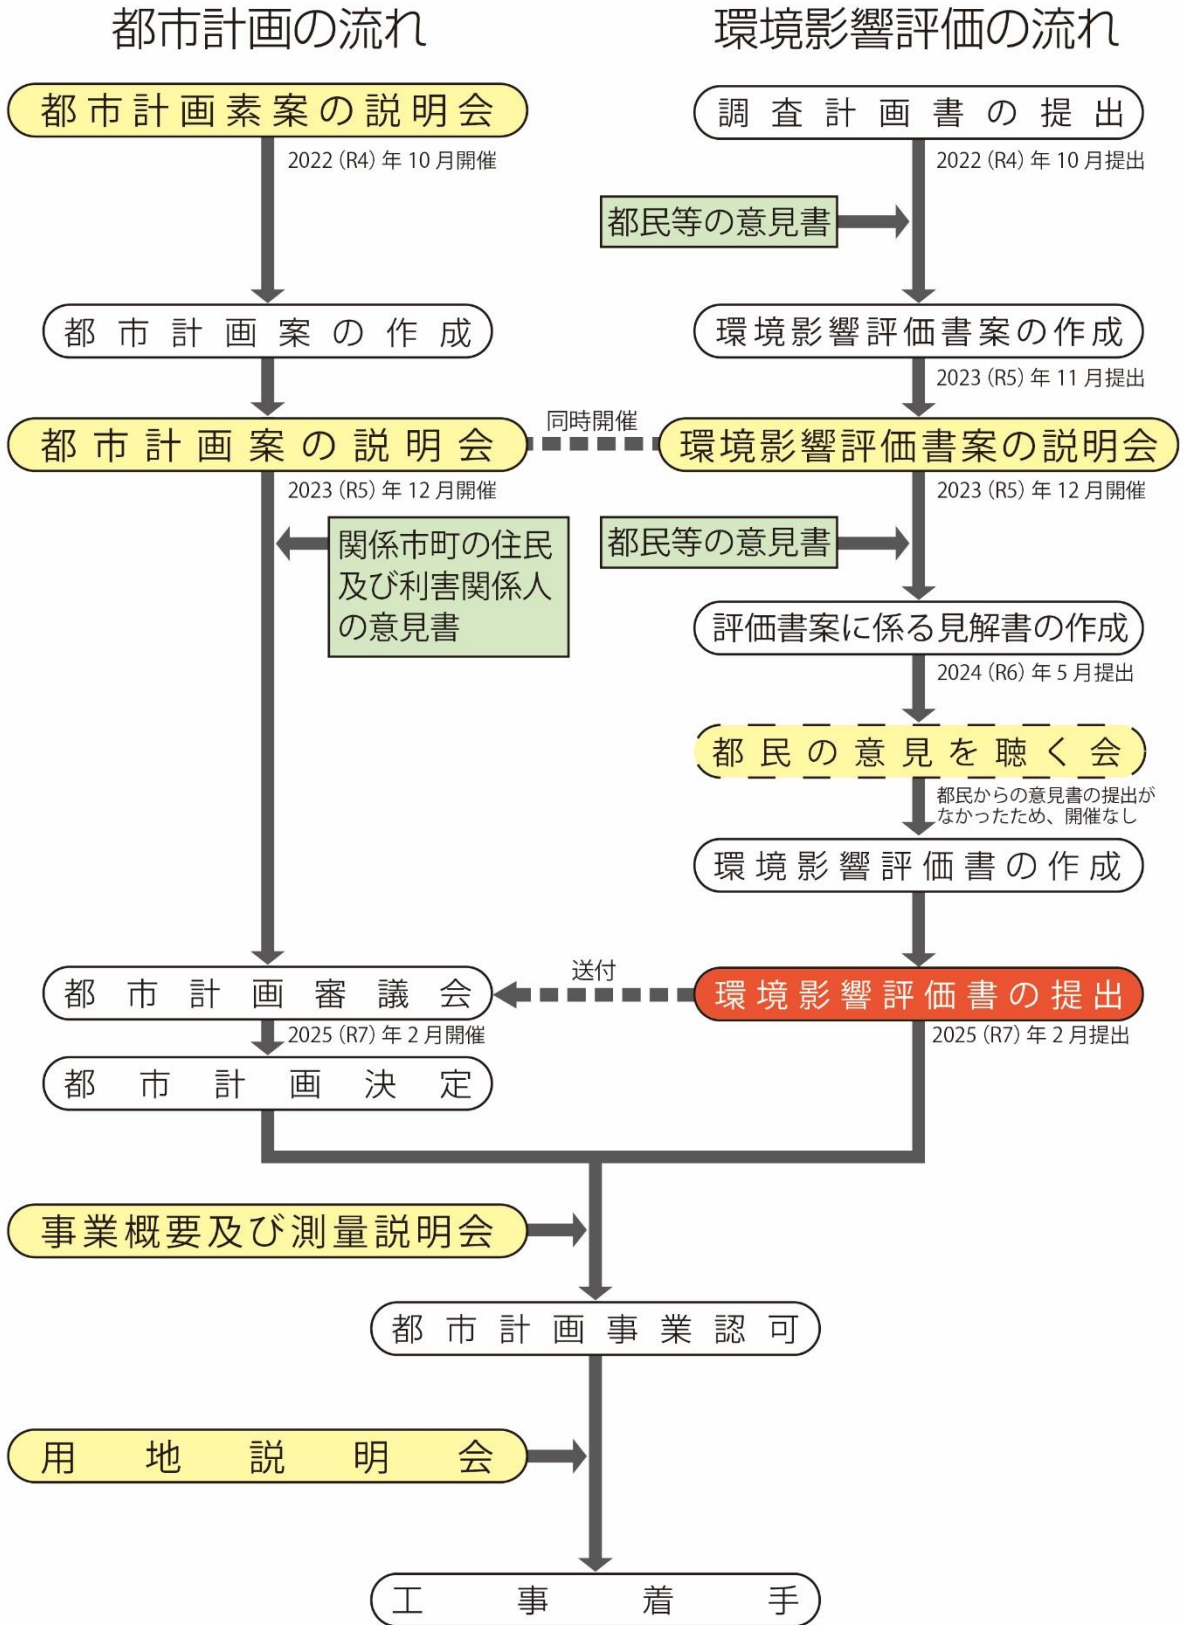 都市計画の流れ
環境影響評価の流れ
都市計画素案の説明会
2022（R4）年10月開催
調査計画書の提出
2022（R4）年10月提出
都民等の意見書
都市計画案の作成
環境影響評価書案の作成
2023（R5）年11月提出
都市計画案の説明会
同時開催
環境影響評価書案の説明会
2023（R5）年12月開催
2023（R5）年12月開催
関係市町の住民
及び利害関係人
の意見書
都民等の意見書
評価書案に係る見解書の作成
2024（R6）年5月提出
都民の意見を聴く会
都民からの意見書の提出が
なかったため、開催なし
環境影響評価書の作成
都市計画審議会
送付
環境影響評価書の提出
2025（R7）年2月開催
2025（R7）年2月提出
都市計画決定
事業概要及び測量説明会
都市計画事業認可
用地説明会
工事着手